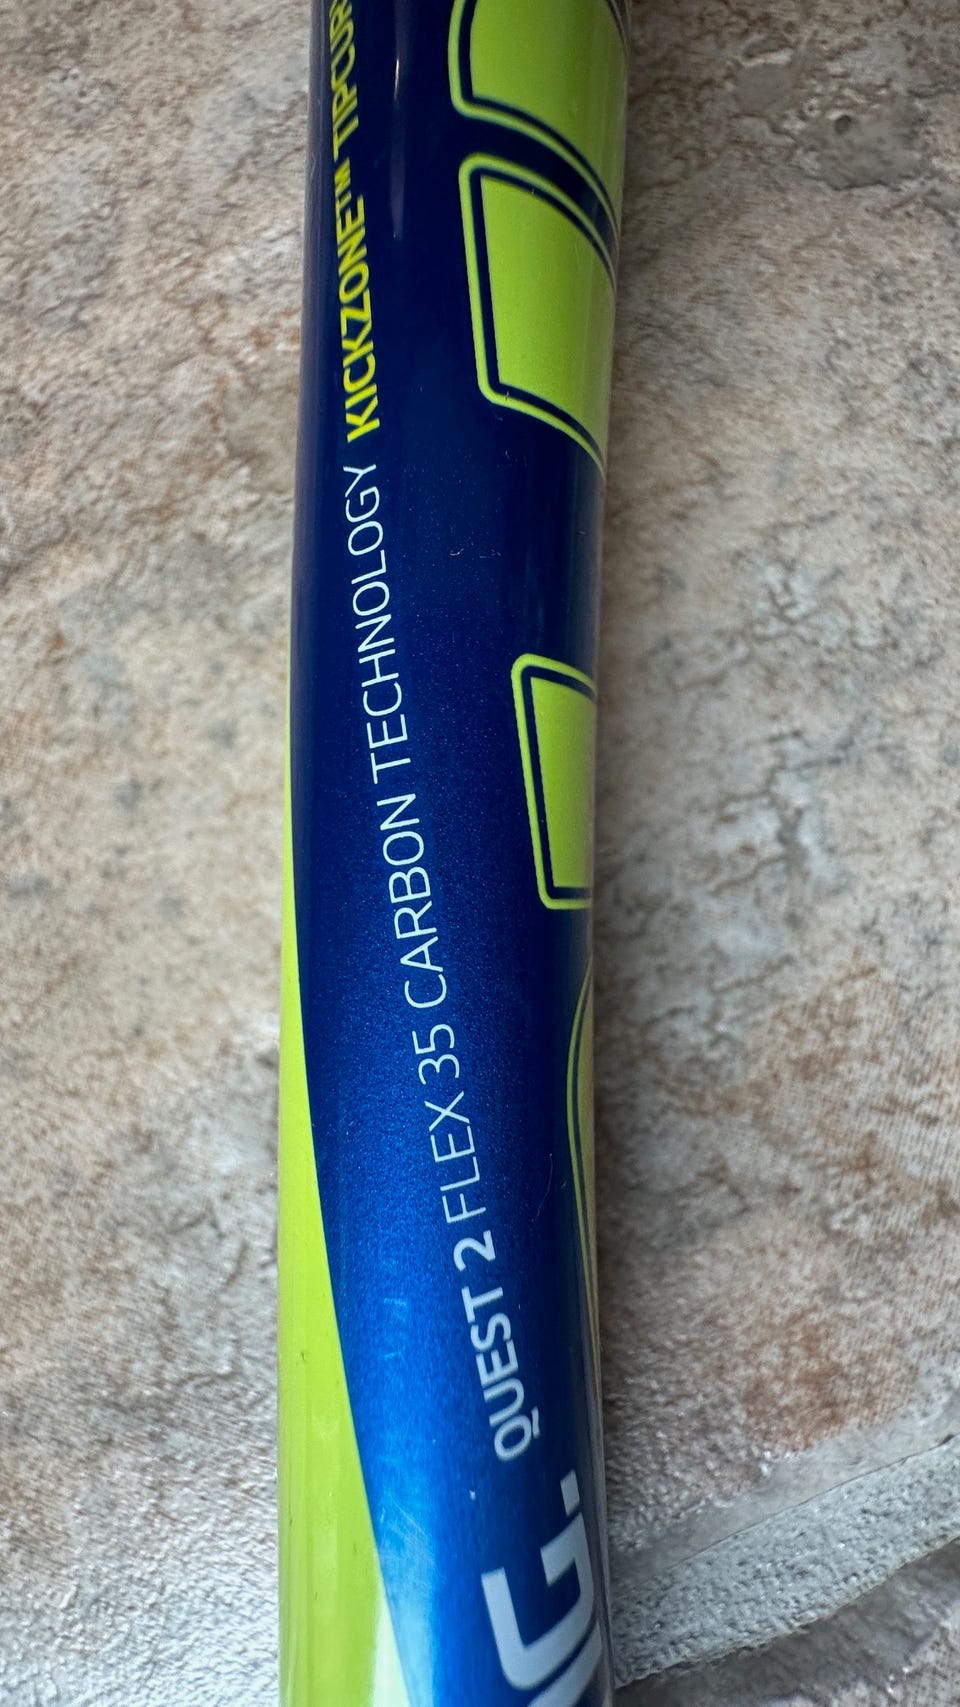 QUEST 2 FLEX 35 CARBON TECHNOLOGY KICKZONE™
G.